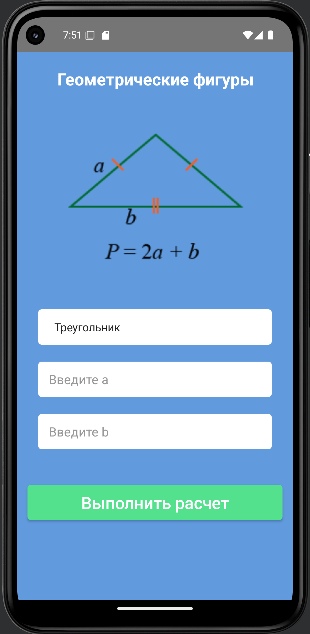 7:51
Геометрические фигуры
a
b
P = 2a + b
Треугольник
Введите a
Введите b
Выполнить расчет